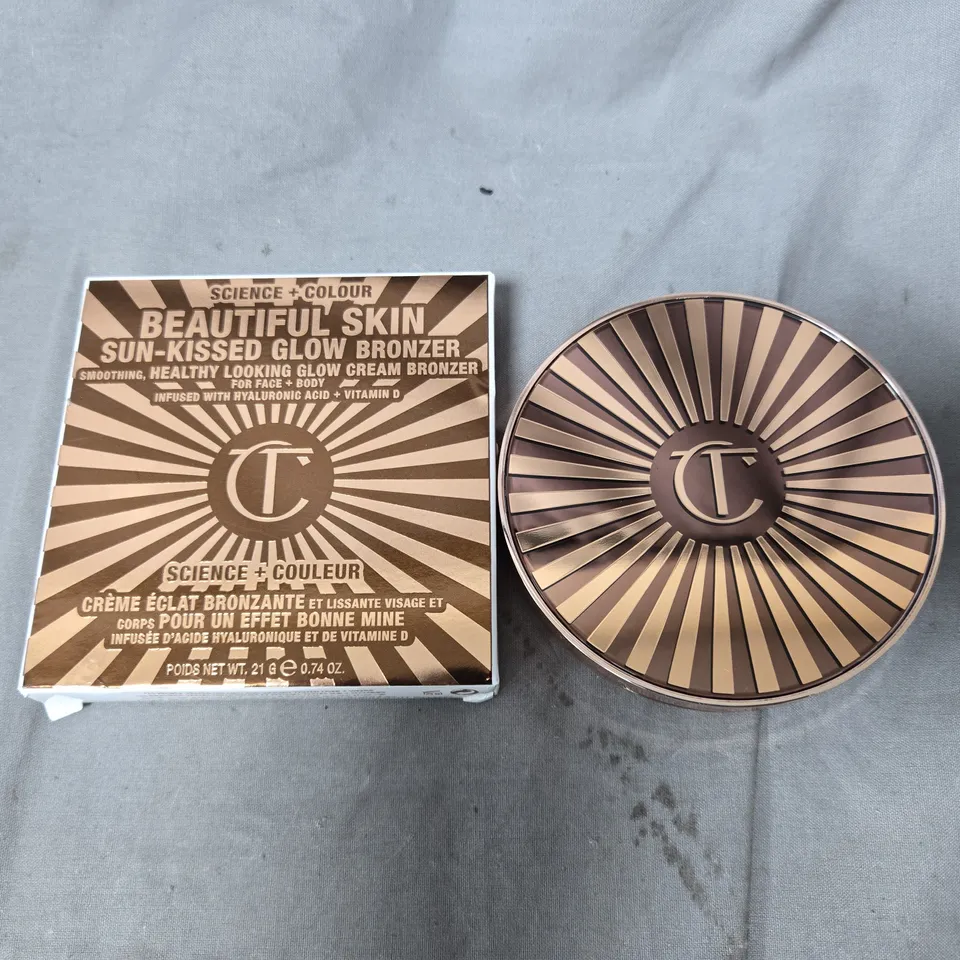 SCIENCE + COLOUR
BEAUTIFUL SKIN
SUN-KISSED GLOW BRONZER
SMOOTHING, HEALTHY LOOKING GLOW CREAM BRONZER
FOR FACE + BODY
INFUSED WITH HYALURONIC ACID + VITAMIN D
CT
SCIENCE + COULEUR
CRÈME ÉCLAT BRONZANTE ET LISSANTE VISAGE ET
CORPS POUR UN EFFET BONNE MINE
INFUSÉE D'ACIDE HYALURONIQUE ET DE VITAMINE D
POIDS NET WT. 21 G e 0.74 OZ.
CT